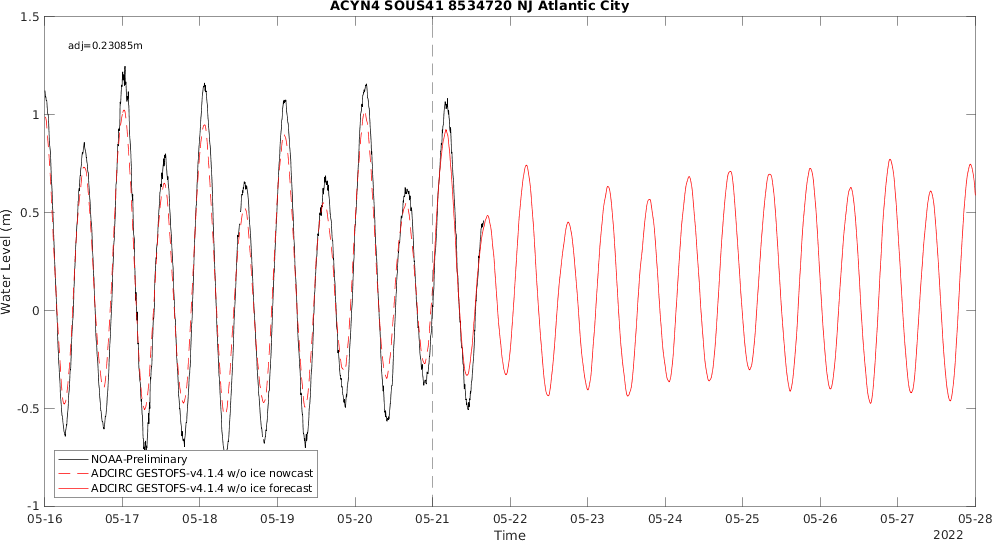 ACYN4 SOUS41 8534720 NJ Atlantic City
adj=0.23085m
Water Level (m)
1.5
1
0.5
0
-0.5
-1
NOAA-Preliminary
ADCIRC GESTOFS-v4.1.4 w/o ice nowcast
ADCIRC GESTOFS-v4.1.4 w/o ice forecast
05-16 05-17 05-18 05-19 05-20 05-21 05-22 05-23 05-24 05-25 05-26 05-27 05-28
Time
2022